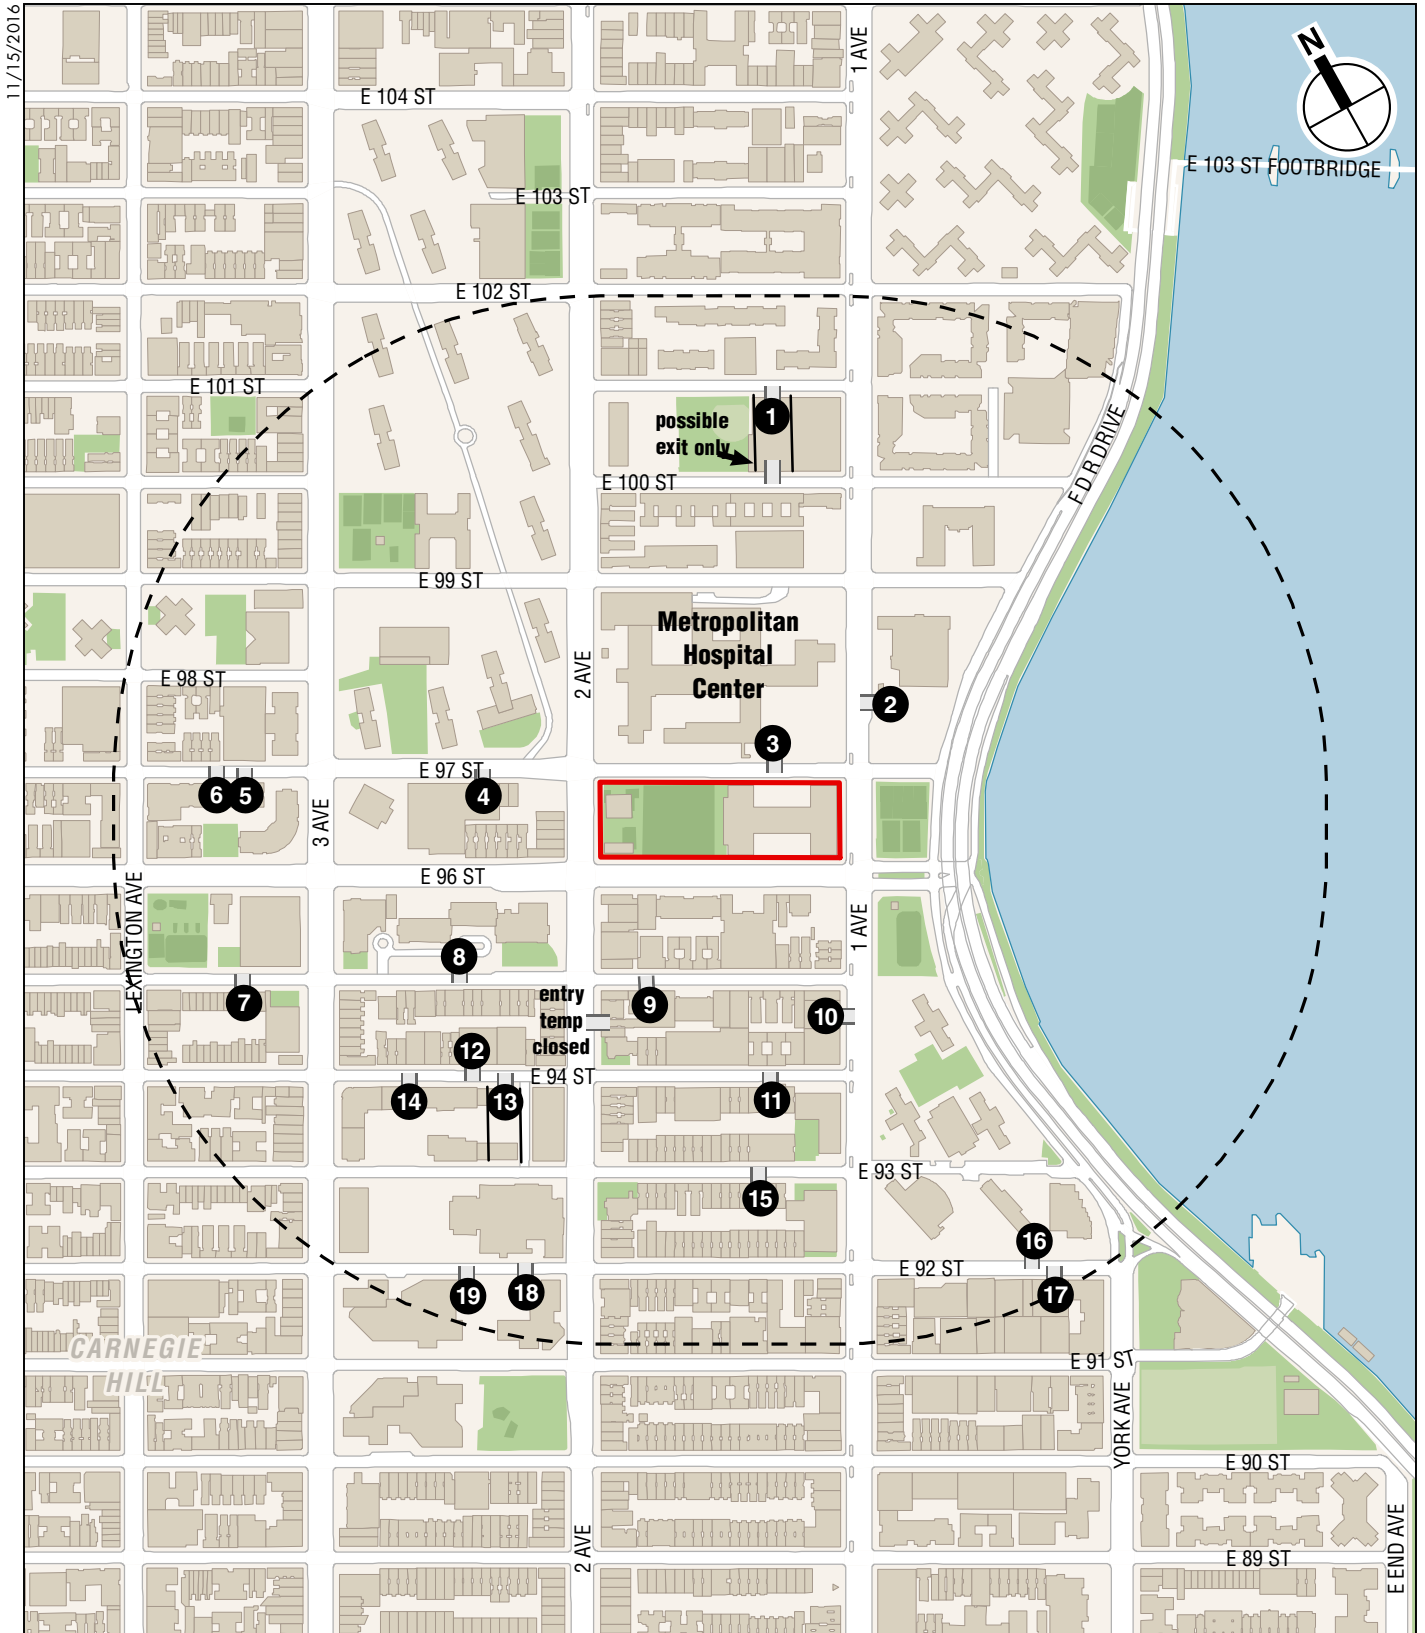 11/15/2016
1 AVE
N
E 104 ST
E 103 ST FOOTBRIDGE
E 103 ST
E 102 ST
E 101 ST
possible
exit only
1
F D R DRIVE
E 100 ST
E 99 ST
Metropolitan
Hospital
Center
2 AVE
E 98 ST
2
3
E 97 ST
6
5
4
3 AVE
E 96 ST
LEXINGTON AVE
1 AVE
8
7
entry
temp
closed
9
10
12
E 94 ST
14
13
11
E 93 ST
15
16
E 92 ST
19
18
17
CARNEGIE
HILL
E 91 ST
YORK AVE
E 90 ST
2 AVE
E END AVE
E 89 ST